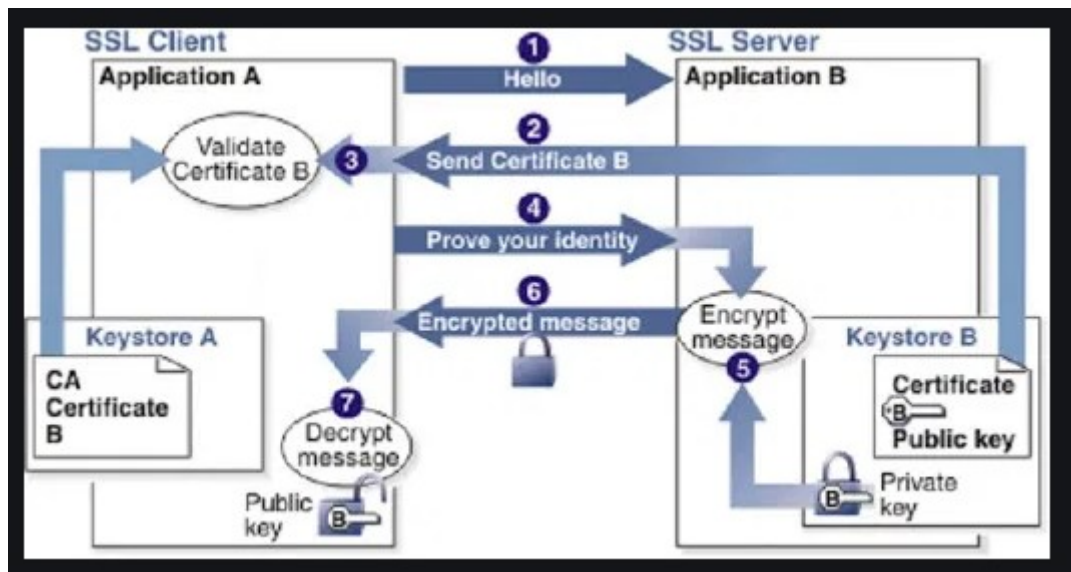 SSL Client
SSL Server
Application A
Application B
1
Hello
2
Send Certificate B
3
Validate
Certificate B
4
Prove your identity
6
Encrypted message
Encrypt
message
5
Keystore A
CA
Certificate
B
Keystore B
Certificate
B
Public key
7
Decrypt
message
Public
key
B
B
Private
key